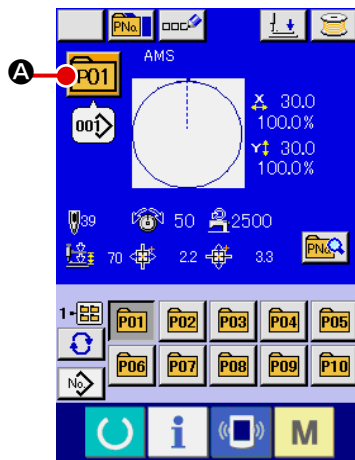 PNo.
AMS
A
P01
001
X 30.0
100.0%
Y 30.0
100.0%
39 50 2500
70 2.2 3.3
PNo.
1-
P01 P02 P03 P04 P05
P06 P07 P08 P09 P10
No.
i M